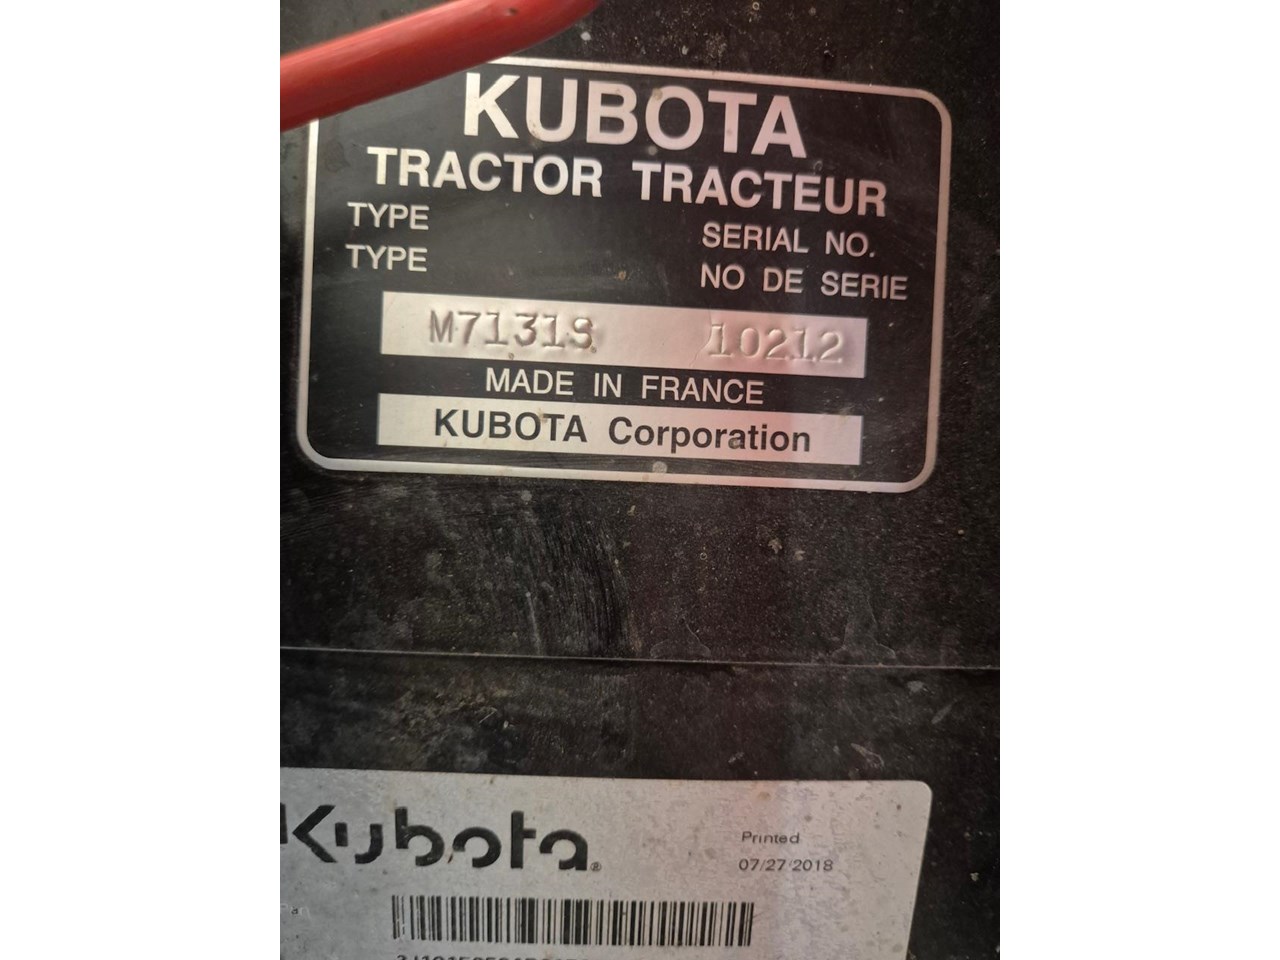 KUBOTA
TRACTOR TRACTEUR
TYPE
TYPE
SERIAL NO.
NO DE SERIE
M7131S 10212
MADE IN FRANCE
KUBOTA Corporation
Kubota®
Printed
07/27/2018